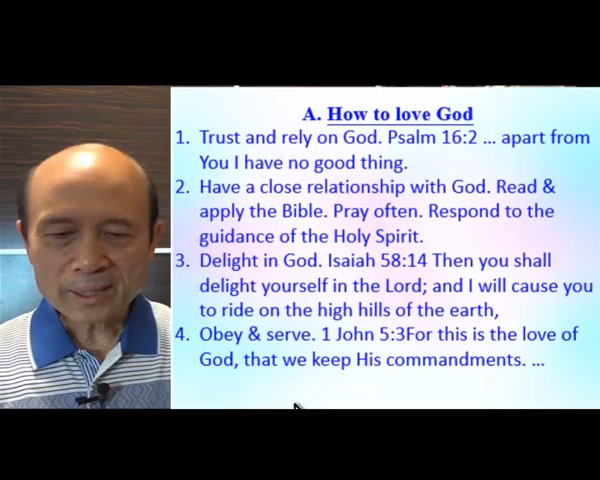 A. How to love God
1. Trust and rely on God. Psalm 16:2 ... apart from
You I have no good thing.
2. Have a close relationship with God. Read &
apply the Bible. Pray often. Respond to the
guidance of the Holy Spirit.
3. Delight in God. Isaiah 58:14 Then you shall
delight yourself in the Lord; and I will cause you
to ride on the high hills of the earth,
4. Obey & serve. 1 John 5:3For this is the love of
God, that we keep His commandments. ...